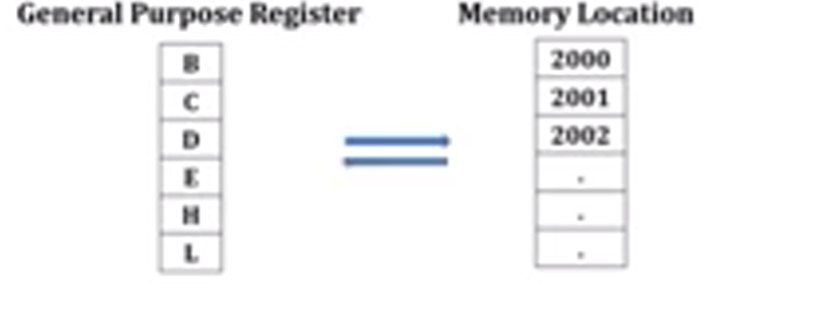 General Purpose Register
B
C
D
E
H
L
Memory Location
2000
2001
2002
.
.
.